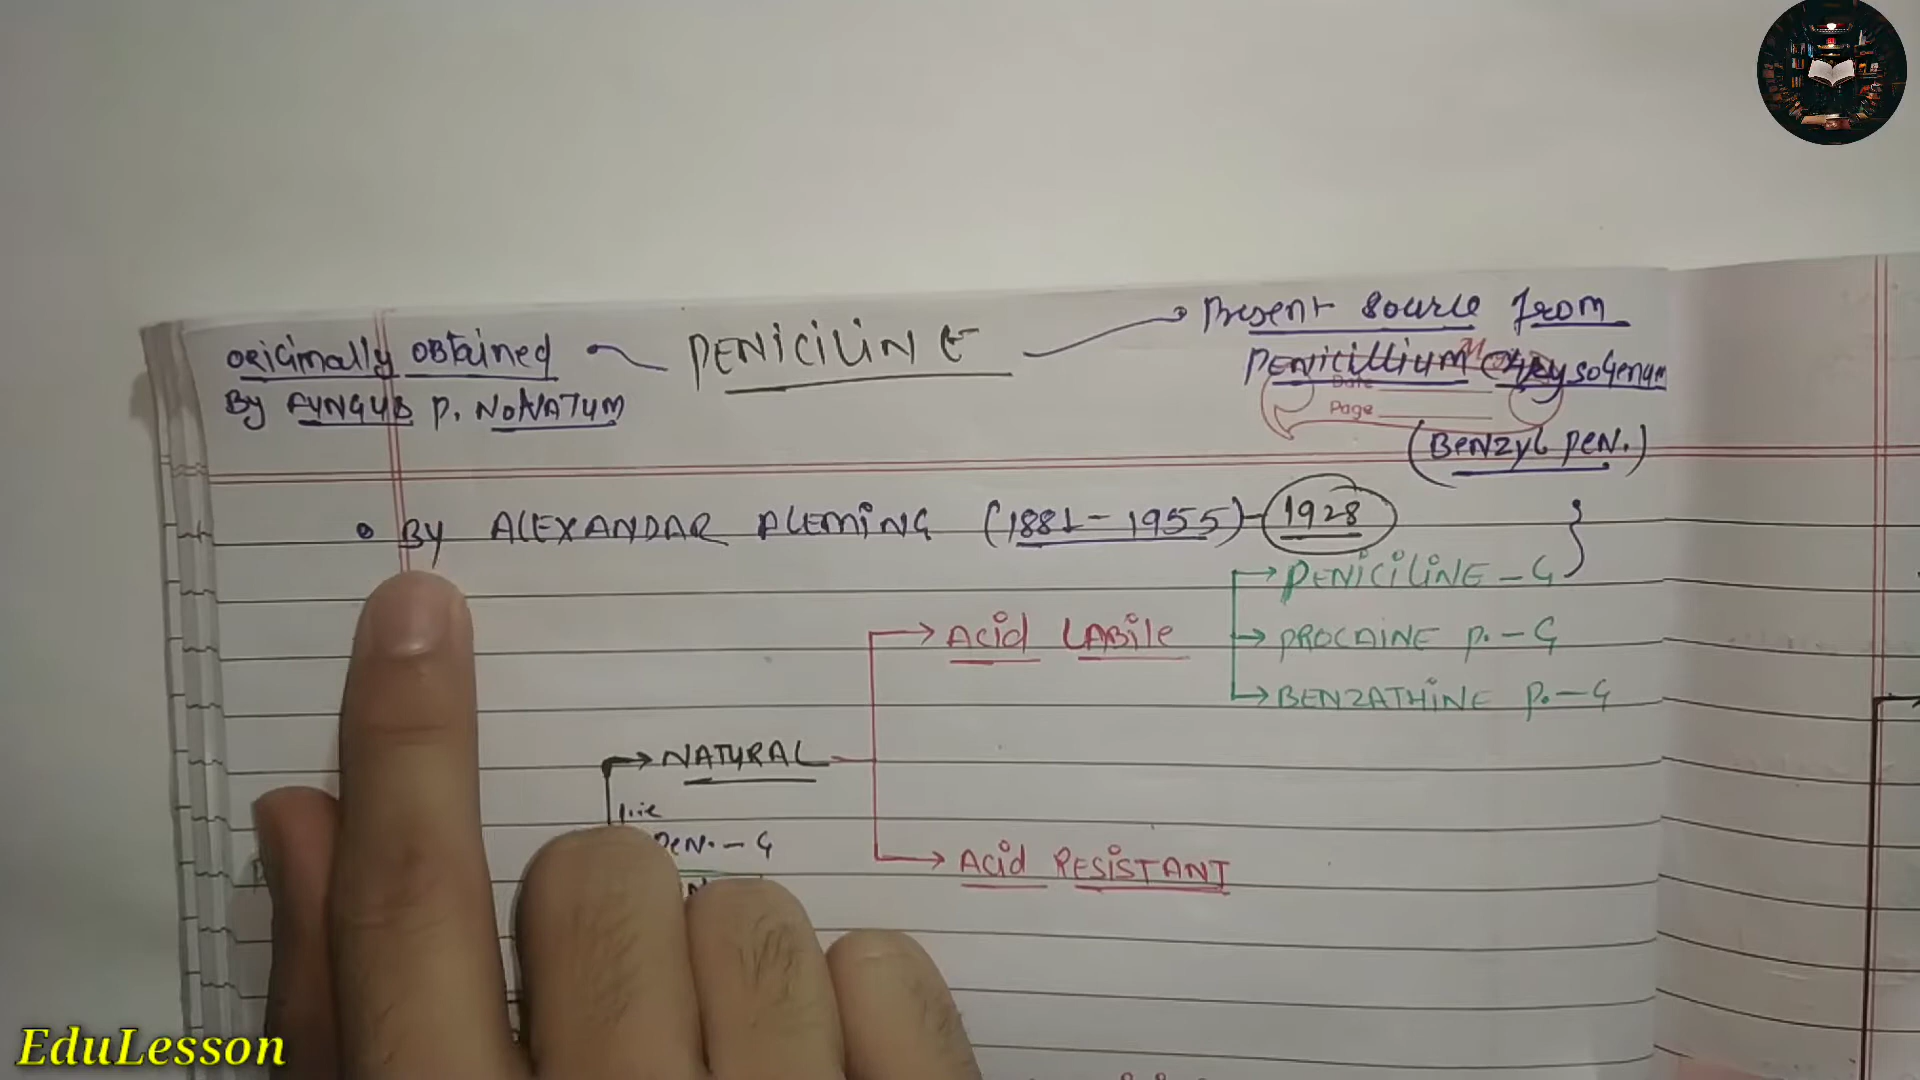 PENICILIN E
ORIGINALLY OBtained
By FUNGUS P. NOTATUM
Present source from
Penicillium Chrysogenum
Date
Page
(BENZYL PEN.)
• By ALEXANDAR FLEMING (1881-1955)-1928
NATURAL
PEN. - G
ACid LABILE
PENICILINE - G
PROCAINE P. - G
BENZATHINE P. - G
ACid RESISTANT
EduLesson